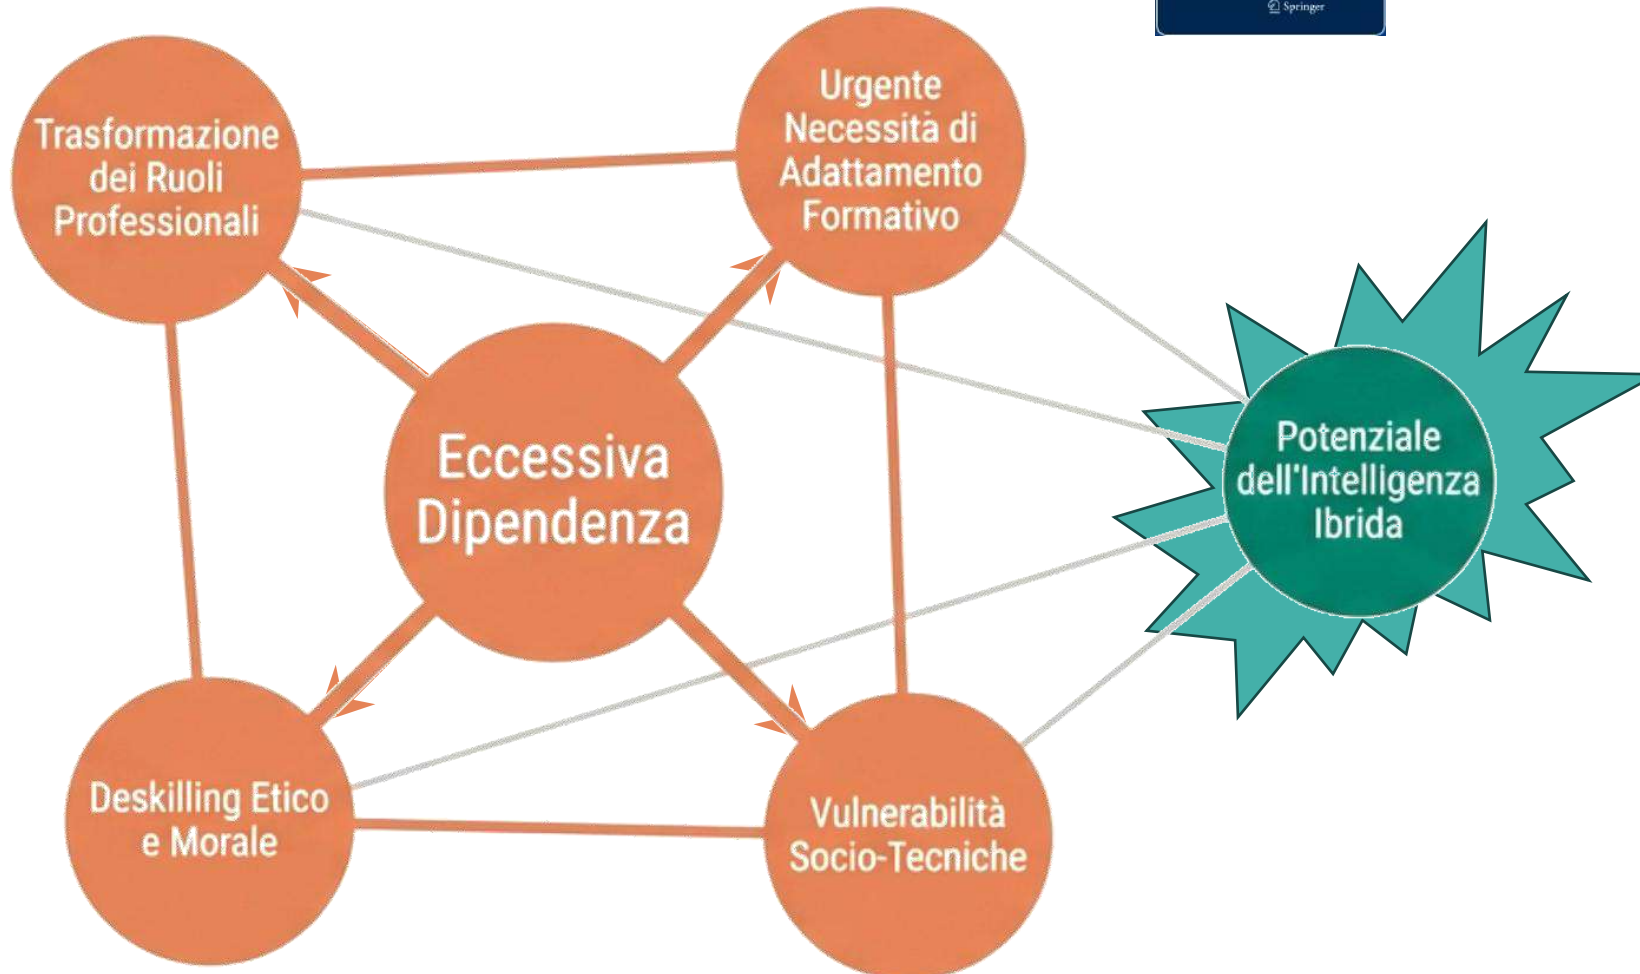 Springer
Trasformazione
dei Ruoli
Professionali
Urgente
Necessità di
Adattamento
Formativo
Eccessiva
Dipendenza
Potenziale
dell'Intelligenza
Ibrida
Deskilling Etico
e Morale
Vulnerabilità
Socio-Tecniche